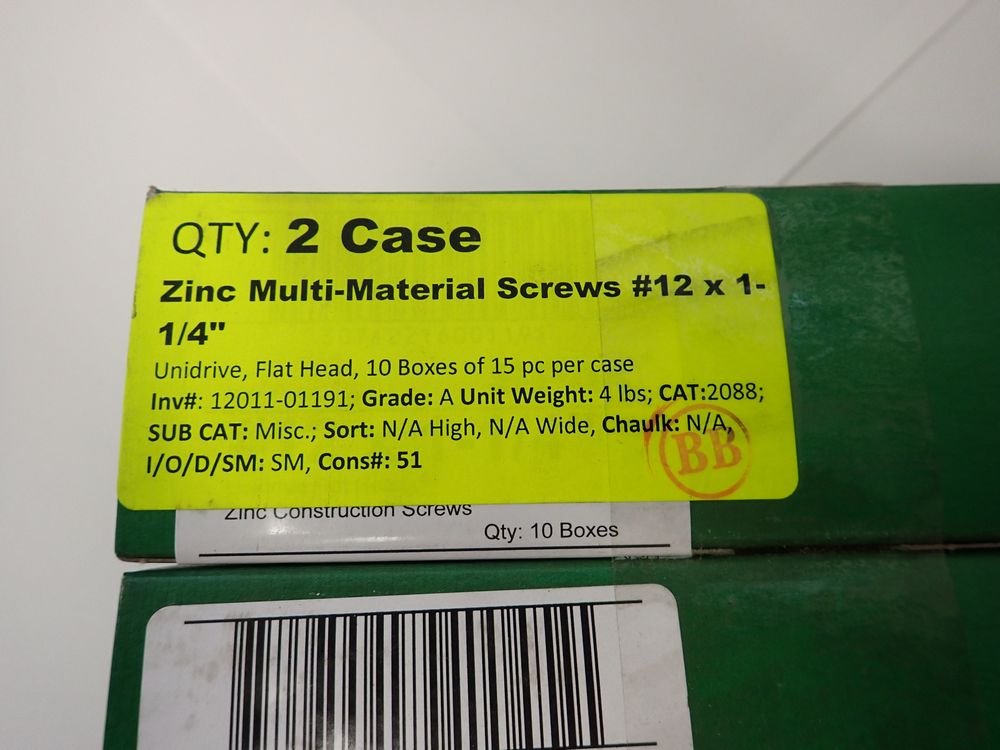 QTY: 2 Case
Zinc Multi-Material Screws #12 x 1-
1/4"
Unidrive, Flat Head, 10 Boxes of 15 pc per case
Inv#: 12011-01191; Grade: A Unit Weight: 4 lbs; CAT:2088;
SUB CAT: Misc.; Sort: N/A High, N/A Wide, Chaulk: N/A,
I/O/D/SM: SM, Cons#: 51
BB
Zinc Construction Screws
Qty: 10 Boxes